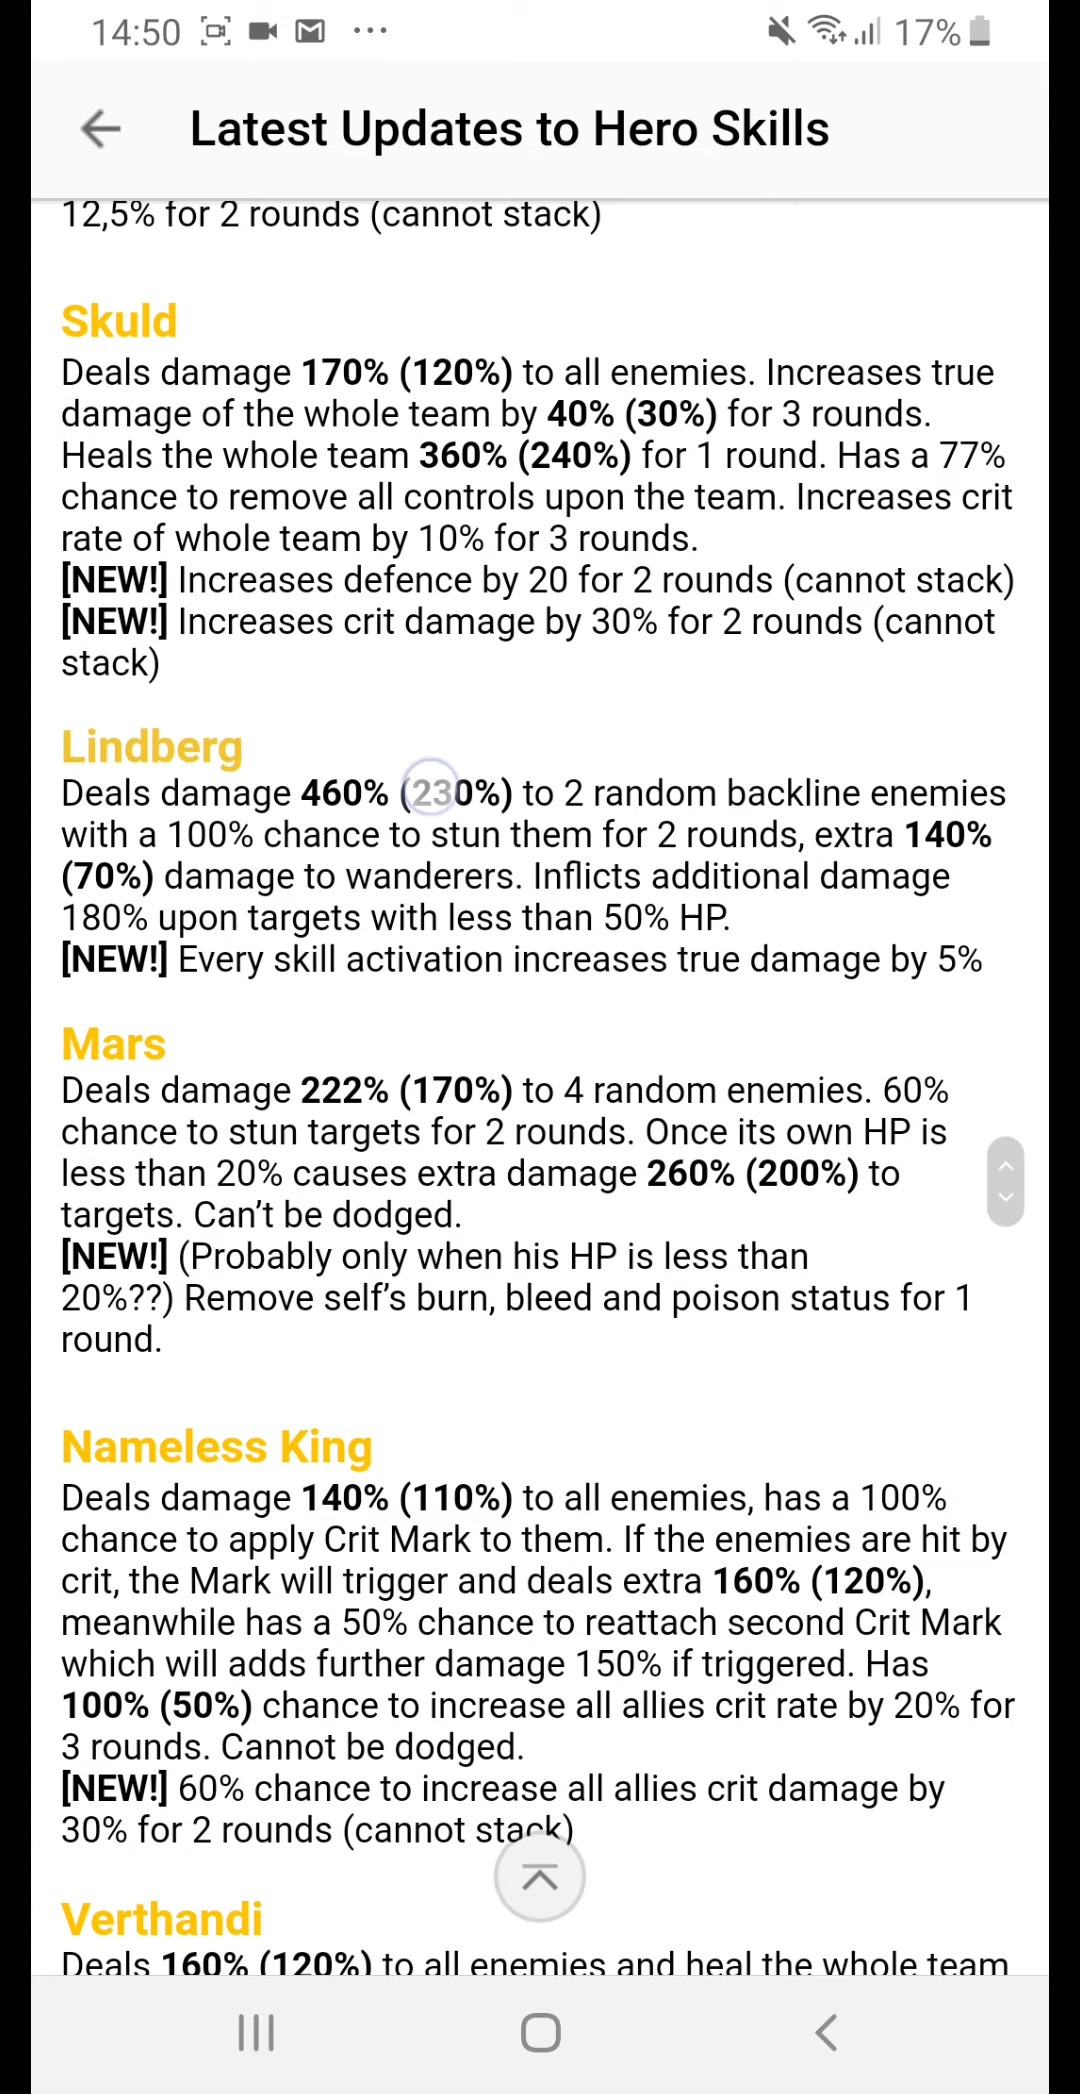 14:50 17%
Latest Updates to Hero Skills
12,5% for 2 rounds (cannot stack)
Skuld
Deals damage 170% (120%) to all enemies. Increases true
damage of the whole team by 40% (30%) for 3 rounds.
Heals the whole team 360% (240%) for 1 round. Has a 77%
chance to remove all controls upon the team. Increases crit
rate of whole team by 10% for 3 rounds.
[NEW!] Increases defence by 20 for 2 rounds (cannot stack)
[NEW!] Increases crit damage by 30% for 2 rounds (cannot
stack)
Lindberg
Deals damage 460% (230%) to 2 random backline enemies
with a 100% chance to stun them for 2 rounds, extra 140%
(70%) damage to wanderers. Inflicts additional damage
180% upon targets with less than 50% HP.
[NEW!] Every skill activation increases true damage by 5%
Mars
Deals damage 222% (170%) to 4 random enemies. 60%
chance to stun targets for 2 rounds. Once its own HP is
less than 20% causes extra damage 260% (200%) to
targets. Can’t be dodged.
[NEW!] (Probably only when his HP is less than
20%??) Remove self’s burn, bleed and poison status for 1
round.
Nameless King
Deals damage 140% (110%) to all enemies, has a 100%
chance to apply Crit Mark to them. If the enemies are hit by
crit, the Mark will trigger and deals extra 160% (120%),
meanwhile has a 50% chance to reattach second Crit Mark
which will adds further damage 150% if triggered. Has
100% (50%) chance to increase all allies crit rate by 20% for
3 rounds. Cannot be dodged.
[NEW!] 60% chance to increase all allies crit damage by
30% for 2 rounds (cannot stack)
Verthandi
Deals 160% (120%) to all enemies and heal the whole team